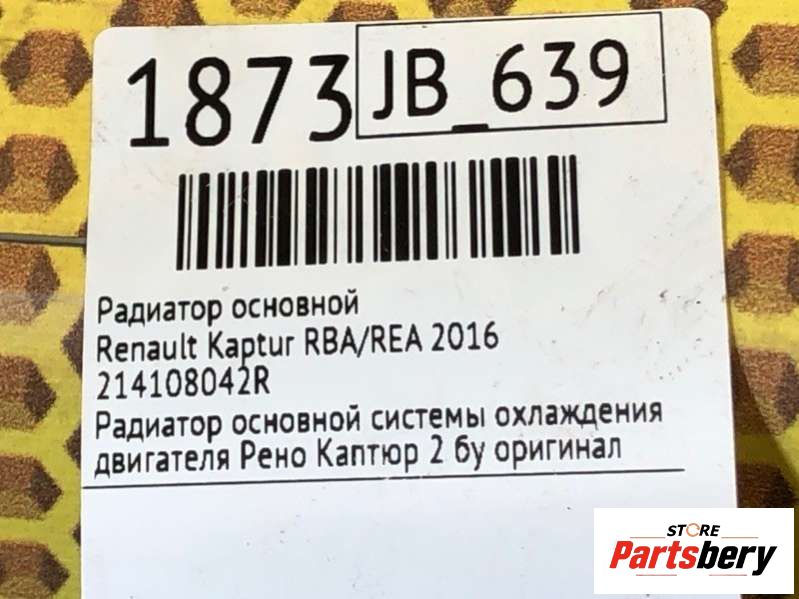 1873 JB_639
Радиатор основной
Renault Kaptur RBA/REA 2016
214108042R
Радиатор основной системы охлаждения
двигателя Рено Каптюр 2 бу оригинал
STORE
Partsbery